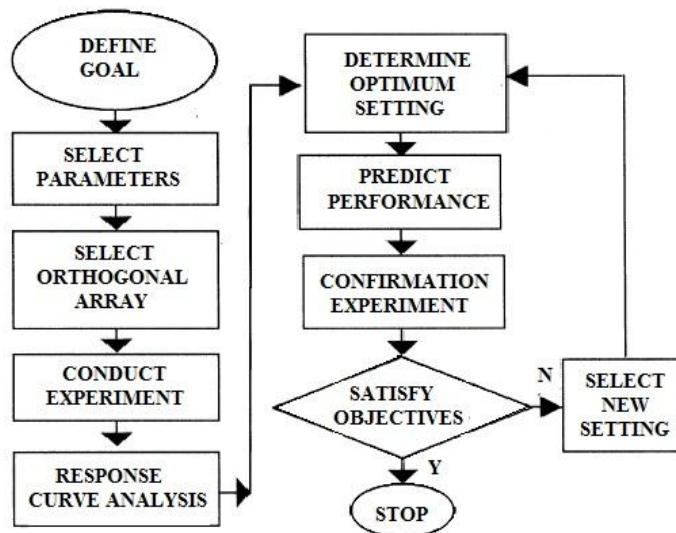 DEFINE
GOAL
SELECT
PARAMETERS
SELECT
ORTHOGONAL
ARRAY
CONDUCT
EXPERIMENT
RESPONSE
CURVE ANALYSIS
DETERMINE
OPTIMUM
SETTING
PREDICT
PERFORMANCE
CONFIRMATION
EXPERIMENT
SATISFY
OBJECTIVES
N
SELECT
NEW
SETTING
Y
STOP